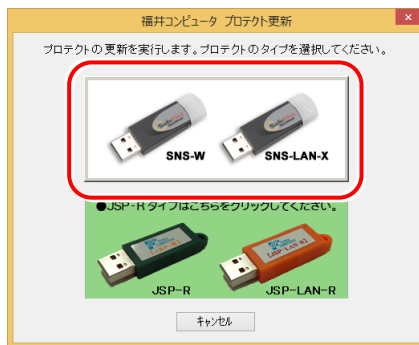 福井コンピュータ プロテクト更新
プロテクトの更新を実行します。プロテクトのタイプを選択してください。
SNS-W SNS-LAN-X
●JSP-Rタイプはこちらをクリックしてください。
JSP-R JSP-LAN-R
キャンセル